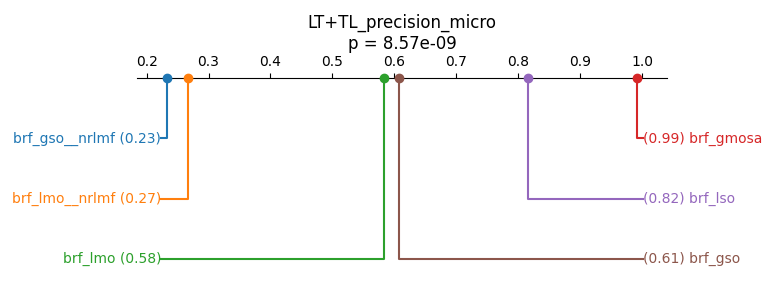 LT+TL_precision_micro
p = 8.57e-09
0.2 0.3 0.4 0.5 0.6 0.7 0.8 0.9 1.0
brf_gso__nrlmf (0.23) (0.99) brf_gmosa
brf_lmo__nrlmf (0.27) (0.82) brf_lso
brf_lmo (0.58) (0.61) brf_gso